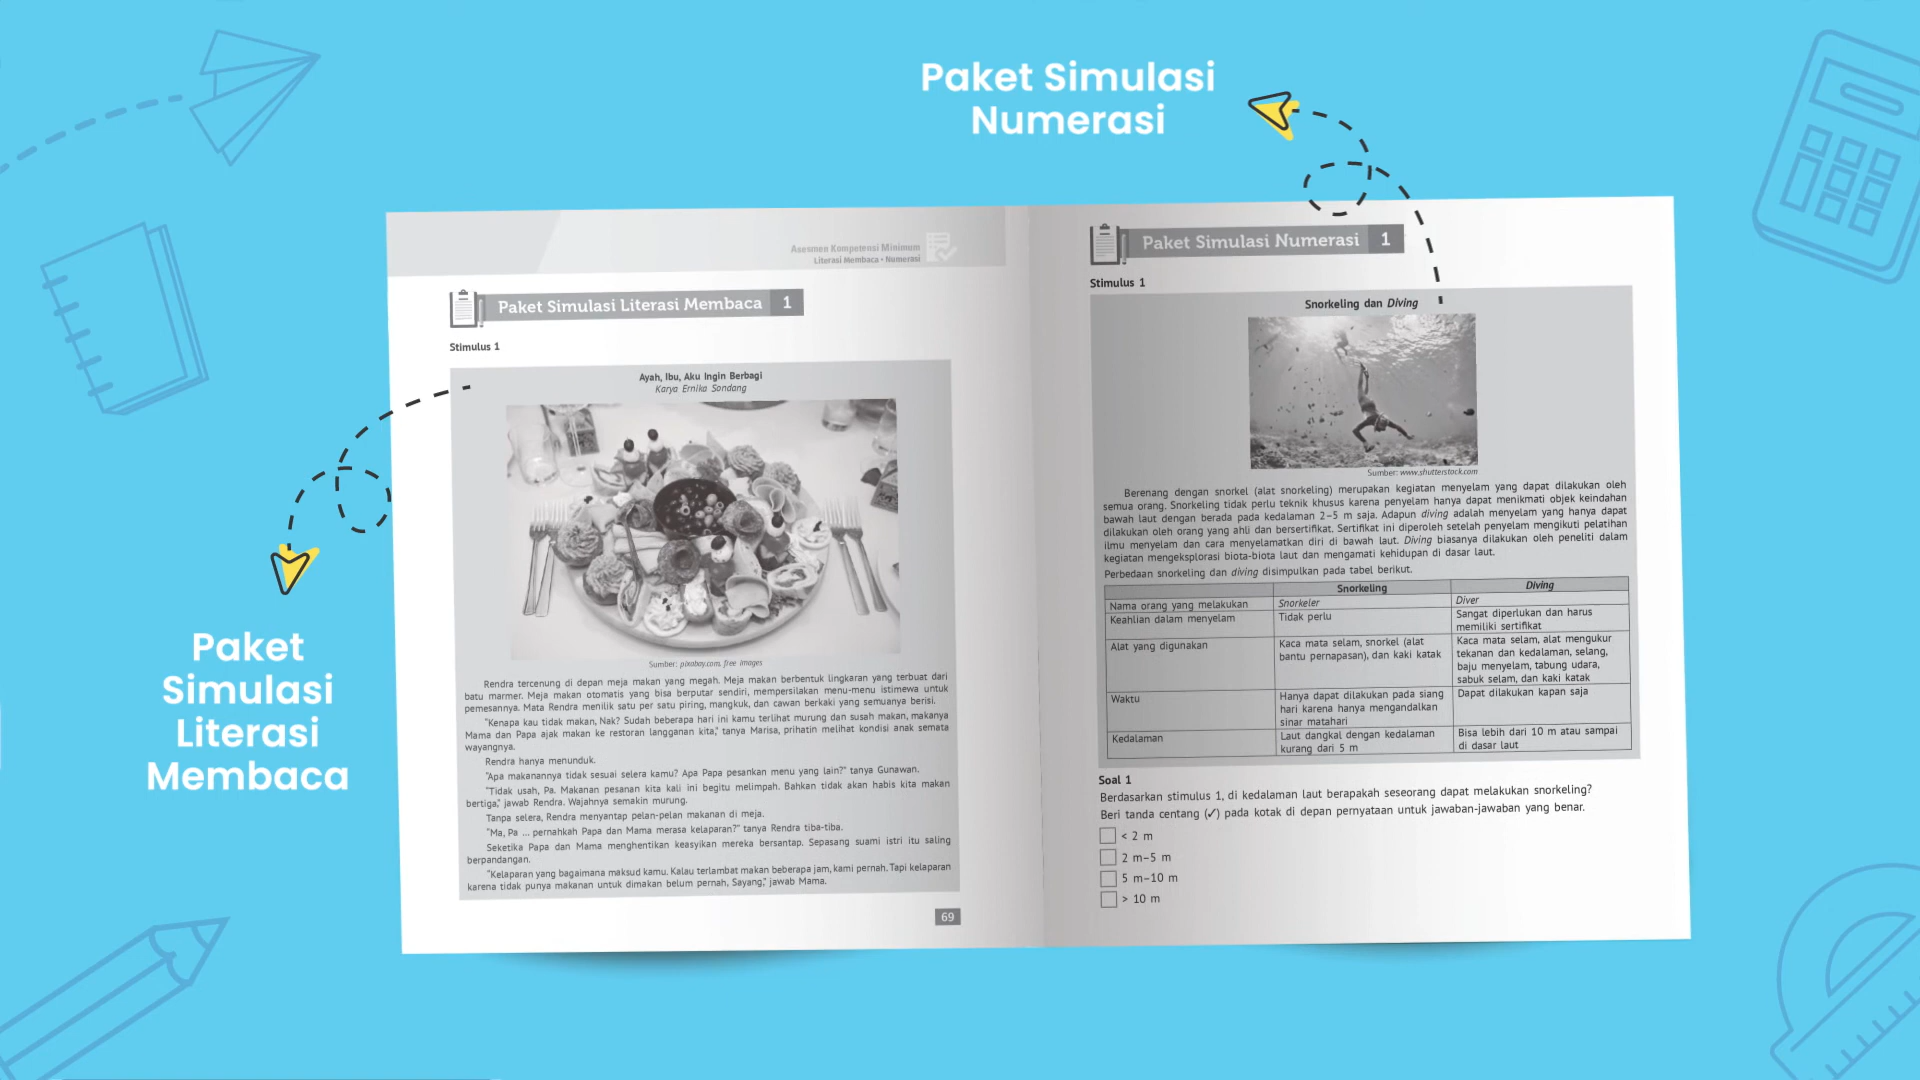 Paket Simulasi
Numerasi
Paket
Simulasi
Literasi
Membaca
Asesmen Kompetensi Minimum
Literasi Membaca • Numerasi
Paket Simulasi Literasi Membaca 1
Stimulus 1
Ayah, Ibu, Aku Ingin Berbagi
Karya Ernika Sondang
Sumber: pixabay.com, free images
Rendra tercenung di depan meja makan yang megah. Meja makan berbentuk lingkaran yang terbuat dari
batu marmer. Meja makan otomatis yang bisa berputar sendiri, mempersilakan menu-menu istimewa untuk
pemesannya. Mata Rendra menilik satu per satu piring, mangkuk, dan cawan berkaki yang semuanya berisi.
"Kenapa kau tidak makan, Nak? Sudah beberapa hari ini kamu terlihat murung dan susah makan, makanya
Mama dan Papa ajak makan ke restoran langganan kita," tanya Marisa, prihatin melihat kondisi anak semata
wayangnya.
Rendra hanya menunduk.
"Apa makanannya tidak sesuai selera kamu? Apa Papa pesankan menu yang lain?" tanya Gunawan.
"Tidak usah, Pa. Makanan pesanan kita kali ini begitu melimpah. Bahkan tidak akan habis kita makan
bertiga," jawab Rendra. Wajahnya semakin murung.
Tanpa selera, Rendra menyantap pelan-pelan makanan di meja.
"Ma, Pa ... pernahkah Papa dan Mama merasa kelaparan?" tanya Rendra tiba-tiba.
Seketika Papa dan Mama menghentikan keasyikan mereka bersantap. Sepasang suami istri itu saling
berpandangan.
"Kelaparan yang bagaimana maksud kamu. Kalau terlambat makan beberapa jam, kami pernah. Tapi kelaparan
karena tidak punya makanan untuk dimakan belum pernah, Sayang," jawab Mama.
69
Paket Simulasi Numerasi 1
Stimulus 1
Snorkeling dan Diving
Sumber: www.shutterstock.com
Berenang dengan snorkel (alat snorkeling) merupakan kegiatan menyelam yang dapat dilakukan oleh
semua orang. Snorkeling tidak perlu teknik khusus karena penyelam hanya dapat menikmati objek keindahan
bawah laut dengan berada pada kedalaman 2–5 m saja. Adapun diving adalah menyelam yang hanya dapat
dilakukan oleh orang yang ahli dan bersertifikat. Sertifikat ini diperoleh setelah penyelam mengikuti pelatihan
ilmu menyelam dan cara menyelamatkan diri di bawah laut. Diving biasanya dilakukan oleh peneliti dalam
kegiatan mengeksplorasi biota-biota laut dan mengamati kehidupan di dasar laut.
Perbedaan snorkeling dan diving disimpulkan pada tabel berikut.
Snorkeling Diving
Nama orang yang melakukan Snorkeler Diver
Keahlian dalam menyelam Tidak perlu Sangat diperlukan dan harus
memiliki sertifikat
Alat yang digunakan Kaca mata selam, snorkel (alat Kaca mata selam, alat mengukur
bantu pernapasan), dan kaki katak tekanan dan kedalaman, selang,
baju menyelam, tabung udara,
sabuk selam, dan kaki katak
Waktu Hanya dapat dilakukan pada siang Dapat dilakukan kapan saja
hari karena hanya mengandalkan
sinar matahari
Kedalaman Laut dangkal dengan kedalaman Bisa lebih dari 10 m atau sampai
kurang dari 5 m di dasar laut
Soal 1
Berdasarkan stimulus 1, di kedalaman laut berapakah seseorang dapat melakukan snorkeling?
Beri tanda centang (✓) pada kotak di depan pernyataan untuk jawaban-jawaban yang benar.
< 2 m
2 m–5 m
5 m–10 m
> 10 m